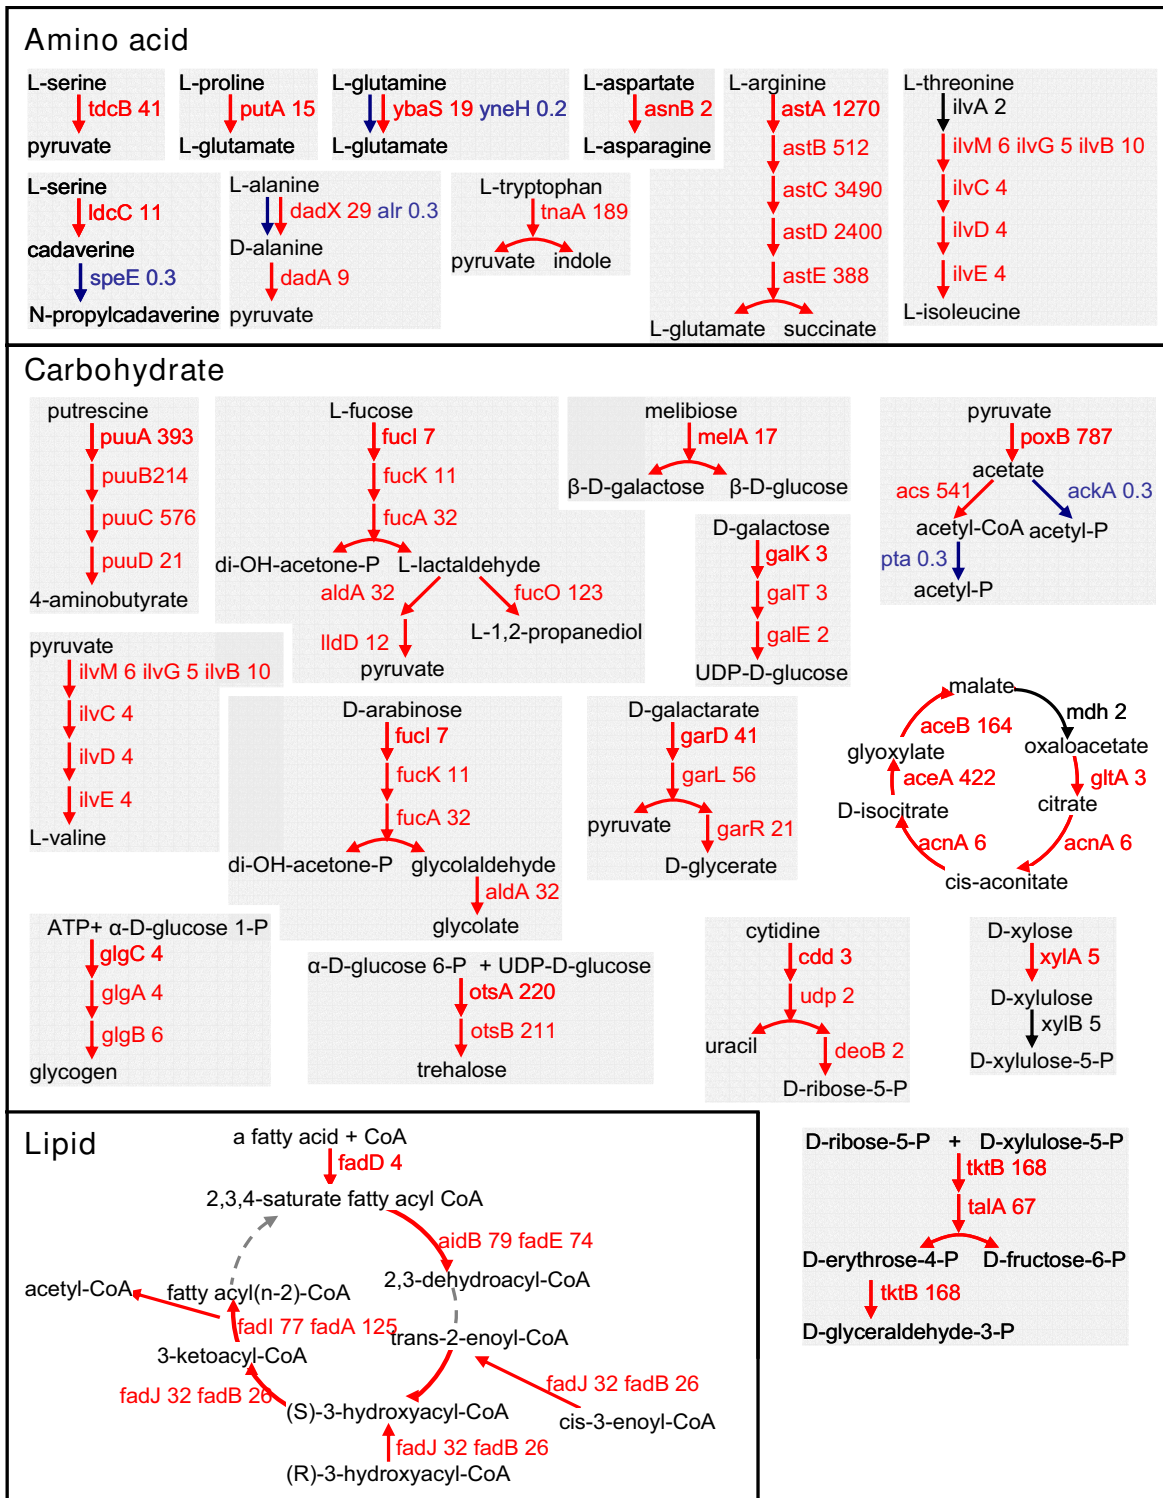 Amino acid
L-serine
tdcB 41
pyruvate
L-proline
putA 15
L-glutamate
L-glutamine
ybaS 19 yneH 0.2
L-glutamate
L-aspartate
asnB 2
L-asparagine
L-arginine
astA 1270
astB 512
astC 3490
astD 2400
astE 388
L-glutamate succinate
L-threonine
ilvA 2
ilvM 6 ilvG 5 ilvB 10
ilvC 4
ilvD 4
ilvE 4
L-isoleucine
L-serine
ldcC 11
cadaverine
speE 0.3
N-propylcadaverine
L-alanine
dadX 29 alr 0.3
D-alanine
dadA 9
pyruvate
L-tryptophan
tnaA 189
pyruvate indole
Carbohydrate
putrescine
puuA 393
puuB214
puuC 576
puuD 21
4-aminobutyrate
L-fucose
fucI 7
fucK 11
fucA 32
di-OH-acetone-P L-lactaldehyde
aldA 32
fucO 123
L-1,2-propanediol
lldD 12
pyruvate
melibiose
melA 17
β-D-galactose β-D-glucose
pyruvate
poxB 787
acetate
acs 541 ackA 0.3
acetyl-CoA acetyl-P
pta 0.3
acetyl-P
D-galactose
galK 3
galT 3
galE 2
UDP-D-glucose
pyruvate
ilvM 6 ilvG 5 ilvB 10
ilvC 4
ilvD 4
ilvE 4
L-valine
D-arabinose
fucI 7
fucK 11
fucA 32
di-OH-acetone-P glycolaldehyde
aldA 32
glycolate
D-galactarate
garD 41
garL 56
pyruvate
garR 21
D-glycerate
malate
mdh 2
oxaloacetate
gltA 3
citrate
acnA 6
cis-aconitate
acnA 6
D-isocitrate
aceA 422
glyoxylate
aceB 164
ATP+ α-D-glucose 1-P
glgC 4
glgA 4
glgB 6
glycogen
α-D-glucose 6-P + UDP-D-glucose
otsA 220
otsB 211
trehalose
cytidine
cdd 3
udp 2
uracil
deoB 2
D-ribose-5-P
D-xylose
xylA 5
D-xylulose
xylB 5
D-xylulose-5-P
D-ribose-5-P + D-xylulose-5-P
tktB 168
talA 67
D-erythrose-4-P D-fructose-6-P
tktB 168
D-glyceraldehyde-3-P
Lipid
a fatty acid + CoA
fadD 4
2,3,4-saturate fatty acyl CoA
aidB 79 fadE 74
2,3-dehydroacyl-CoA
acetyl-CoA
fatty acyl(n-2)-CoA
fadI 77 fadA 125
trans-2-enoyl-CoA
3-ketoacyl-CoA
fadJ 32 fadB 26
fadJ 32 fadB 26
(S)-3-hydroxyacyl-CoA
cis-3-enoyl-CoA
fadJ 32 fadB 26
(R)-3-hydroxyacyl-CoA